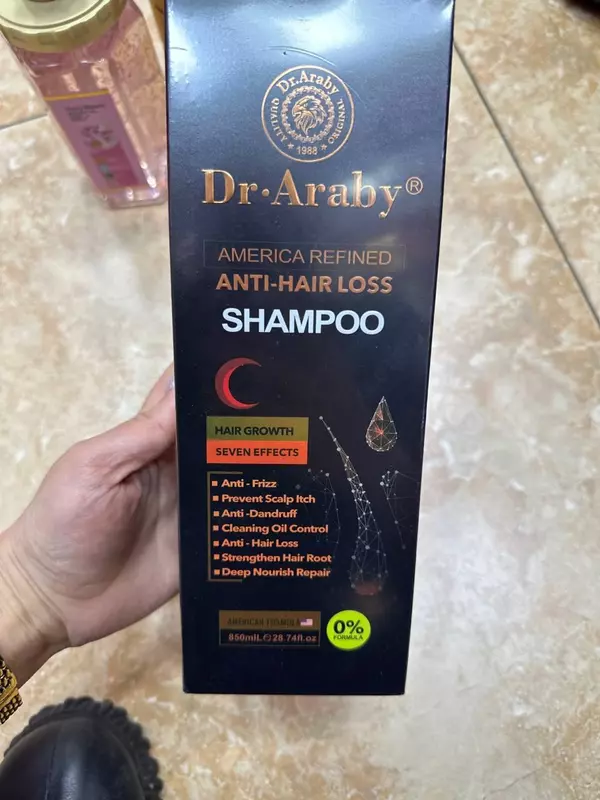 Dr.Araby
QUALITY
ORIGINAL
★ 1988 ★
Dr·Araby®
AMERICA REFINED
ANTI-HAIR LOSS
SHAMPOO
HAIR GROWTH
SEVEN EFFECTS
Anti - Frizz
Prevent Scalp Itch
Anti -Dandruff
Cleaning Oil Control
Anti - Hair Loss
Strengthen Hair Root
Deep Nourish Repair
AMERICAN FORMULA
850mlL℮28.74fl.oz
0%
FORMULA